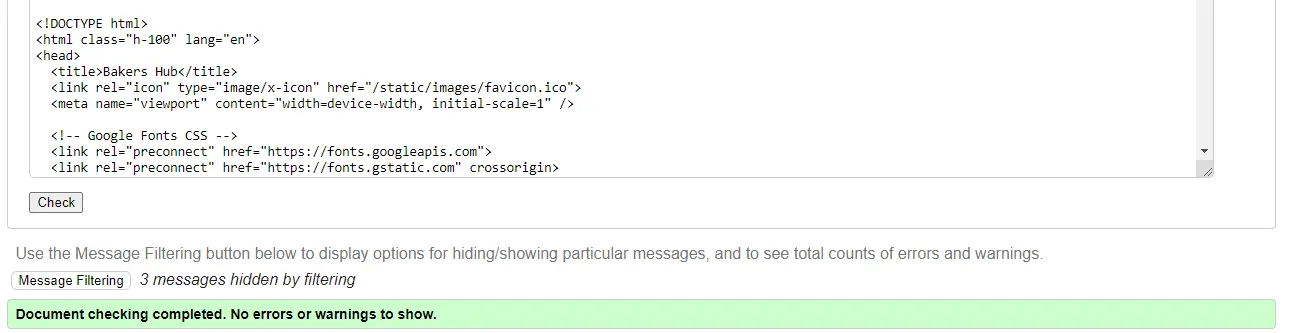 <!DOCTYPE html>
<html class="h-100" lang="en">
<head>
<title>Bakers Hub</title>
<link rel="icon" type="image/x-icon" href="/static/images/favicon.ico">
<meta name="viewport" content="width=device-width, initial-scale=1" />
<!-- Google Fonts CSS -->
<link rel="preconnect" href="https://fonts.googleapis.com">
<link rel="preconnect" href="https://fonts.gstatic.com" crossorigin>
Check
Use the Message Filtering button below to display options for hiding/showing particular messages, and to see total counts of errors and warnings.
Message Filtering 3 messages hidden by filtering
Document checking completed. No errors or warnings to show.